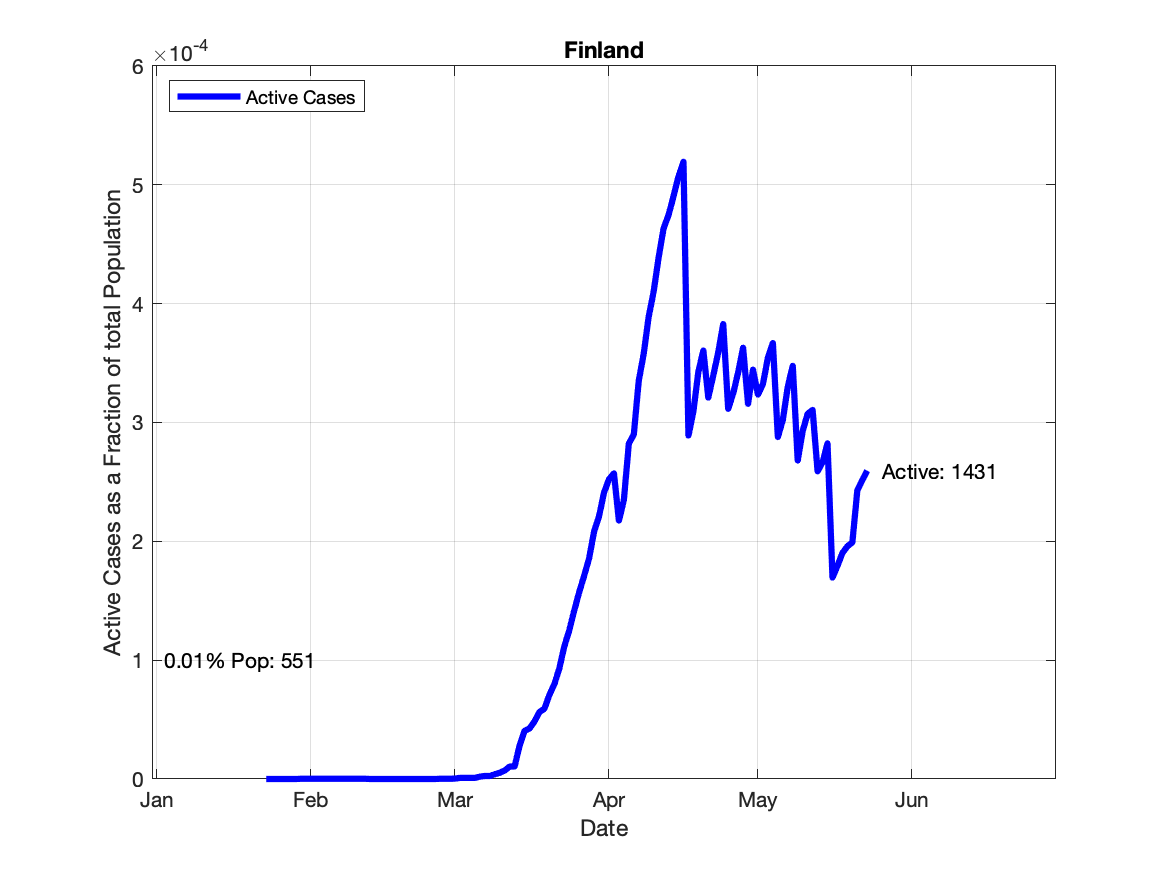 Finland
×10-4
6
5
4
3
2
1
0
Active Cases as a Fraction of total Population
Active Cases
Active: 1431
0.01% Pop: 551
Jan Feb Mar Apr May Jun
Date